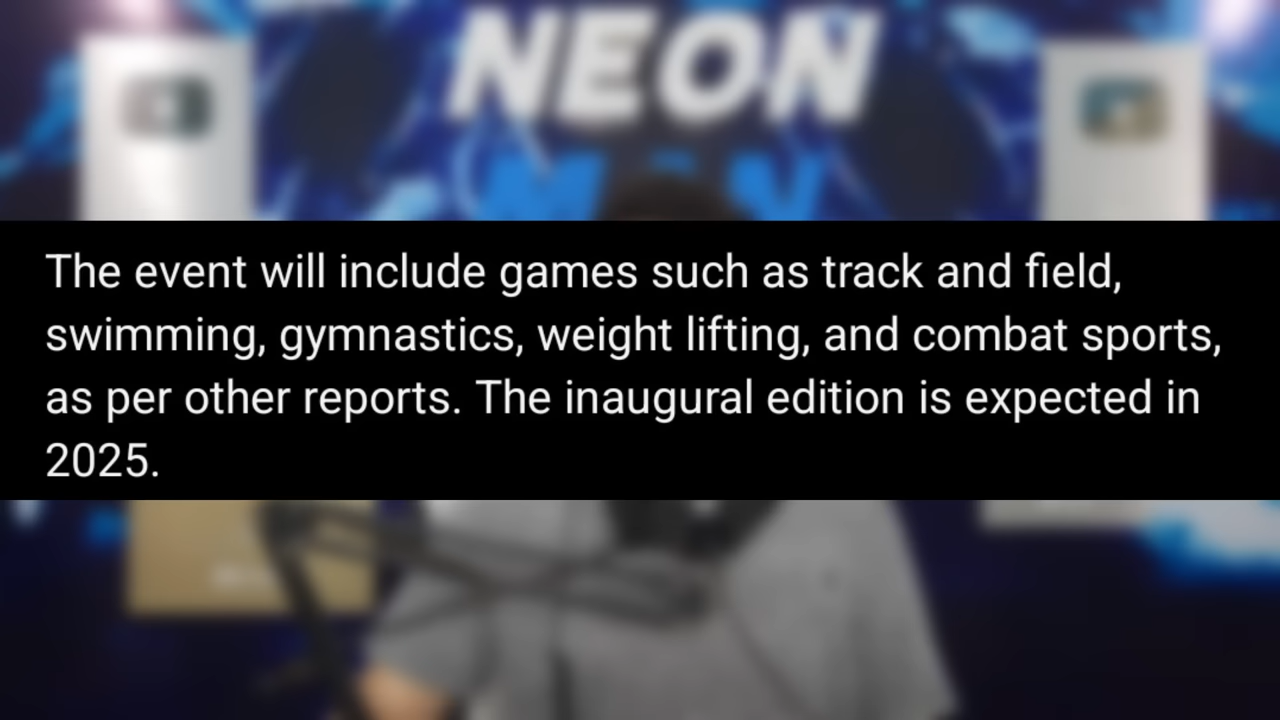 NEON
The event will include games such as track and field,
swimming, gymnastics, weight lifting, and combat sports,
as per other reports. The inaugural edition is expected in
2025.